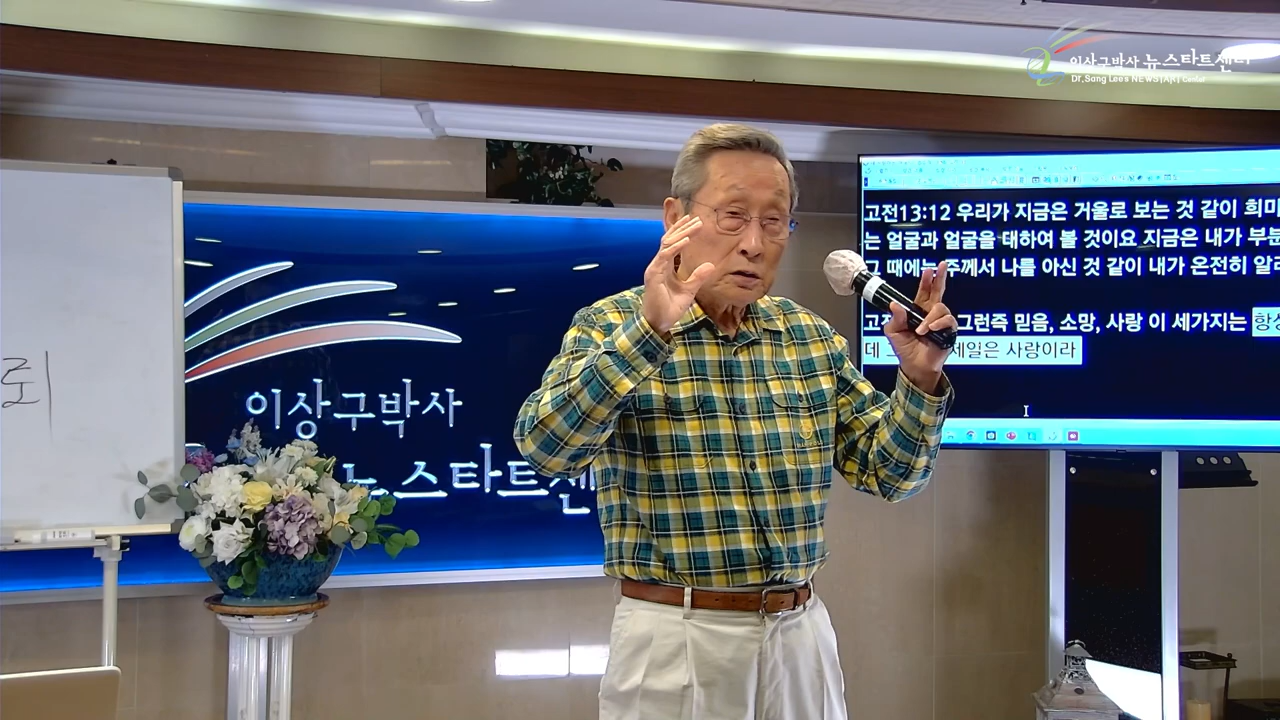 이상구박사 뉴스타트센터
Dr.Sang Lee's NEWSTART Center
고전13:12 우리가 지금은 거울로 보는 것 같이 희미
는 얼굴과 얼굴을 대하여 볼 것이요 지금은 내가 부분
그 때에는 주께서 나를 아신 것 같이 내가 온전히 알
그런즉 믿음, 소망, 사랑 이 세가지는 항상
데 제일은 사랑이라
이상구박사
뉴스타트센